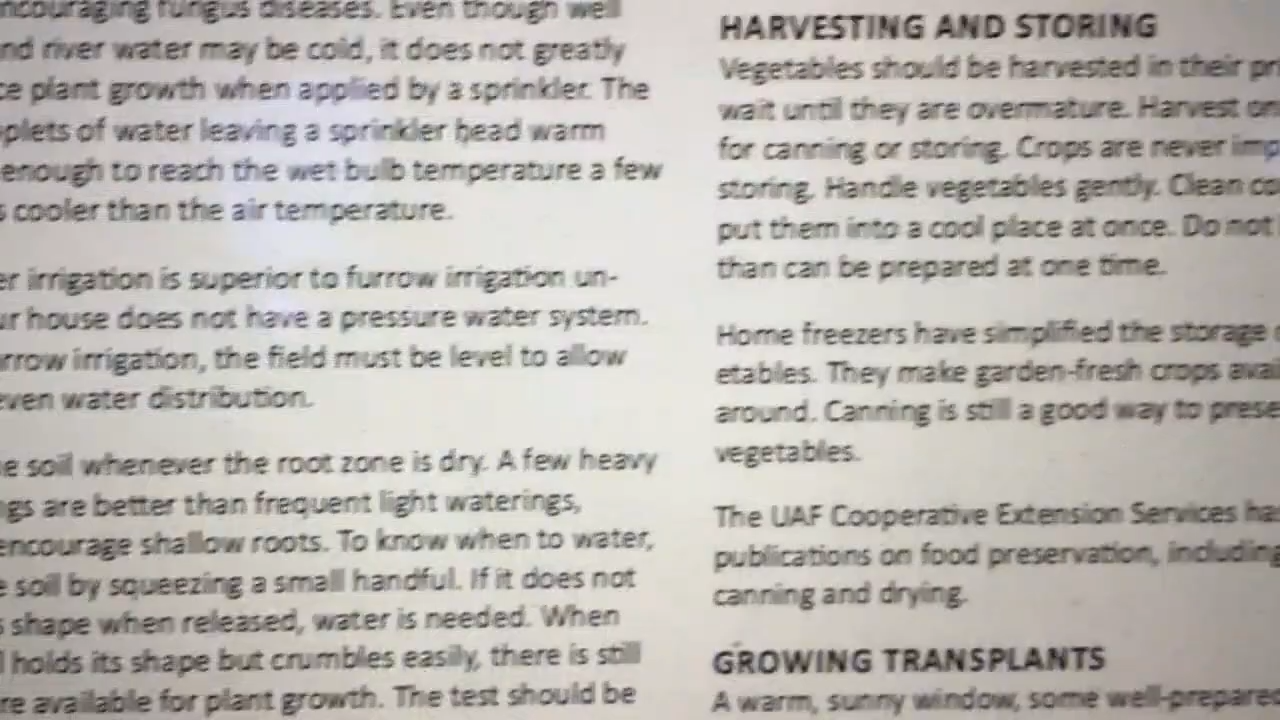 ncouraging fungus diseases. Even though well
nd river water may be cold, it does not greatly
ce plant growth when applied by a sprinkler. The
plets of water leaving a sprinkler head warm
enough to reach the wet bulb temperature a few
s cooler than the air temperature.
er irrigation is superior to furrow irrigation un-
ur house does not have a pressure water system.
rrow irrigation, the field must be level to allow
even water distribution.
e soil whenever the root zone is dry. A few heavy
ngs are better than frequent light waterings,
encourage shallow roots. To know when to water,
e soil by squeezing a small handful. If it does not
s shape when released, water is needed. When
l holds its shape but crumbles easily, there is still
re available for plant growth. The test should be
HARVESTING AND STORING
Vegetables should be harvested in their pri
wait until they are overmature. Harvest on
for canning or storing. Crops are never imp
storing. Handle vegetables gently. Clean co
put them into a cool place at once. Do not
than can be prepared at one time.
Home freezers have simplified the storage
etables. They make garden-fresh crops avai
around. Canning is still a good way to prese
vegetables.
The UAF Cooperative Extension Services has
publications on food preservation, including
canning and drying.
GROWING TRANSPLANTS
A warm, sunny window, some well-prepared